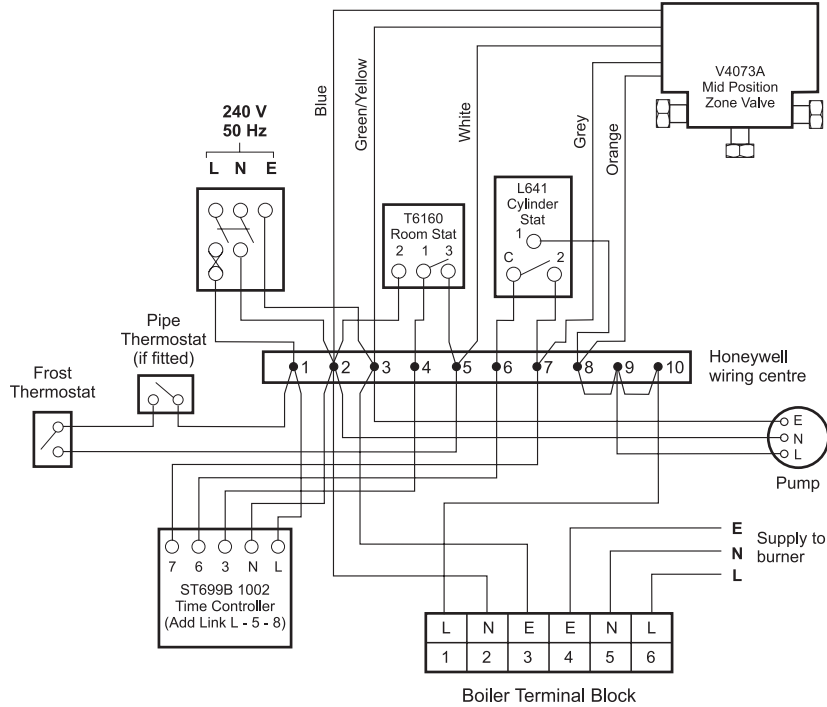 V4073A
Mid Position
Zone Valve
Blue
Green/Yellow
White
Grey
Orange
240 V
50 Hz
L N E
T6160
Room Stat
2 1 3
L641
Cylinder
Stat
1
C 2
Pipe
Thermostat
(if fitted)
Frost
Thermostat
1 2 3 4 5 6 7 8 9 10
Honeywell
wiring centre
E
N
L
Pump
7 6 3 N L
ST699B 1002
Time Controller
(Add Link L - 5 - 8)
E
N
L
Supply to
burner
L N E E N L
1 2 3 4 5 6
Boiler Terminal Block